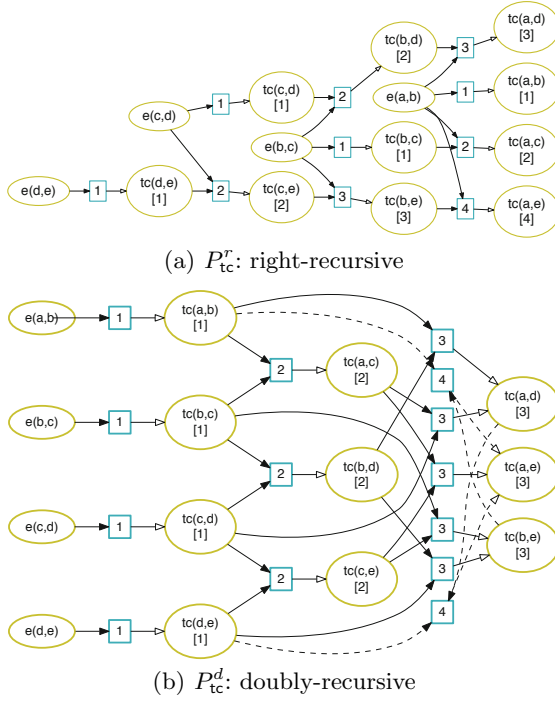 tc(a,d)
[3]
tc(b,d)
[2]
3
tc(c,d)
[1]
2
e(a,b)
1
tc(a,b)
[1]
e(c,d)
1
e(b,c)
1
tc(b,c)
[1]
2
tc(a,c)
[2]
e(d,e)
1
tc(d,e)
[1]
2
tc(c,e)
[2]
3
tc(b,e)
[3]
4
tc(a,e)
[4]
(a) P^r_tc: right-recursive
e(a,b)
1
tc(a,b)
[1]
3
2
tc(a,c)
[2]
4
tc(a,d)
[3]
e(b,c)
1
tc(b,c)
[1]
3
2
tc(b,d)
[2]
3
tc(a,e)
[3]
e(c,d)
1
tc(c,d)
[1]
3
tc(b,e)
[3]
2
tc(c,e)
[2]
3
e(d,e)
1
tc(d,e)
[1]
4
(b) P^d_tc: doubly-recursive